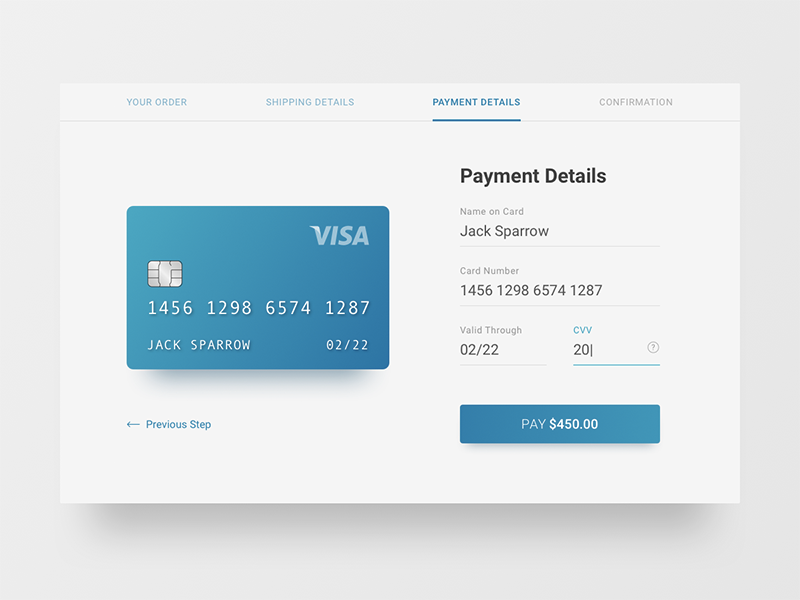 YOUR ORDER
SHIPPING DETAILS
PAYMENT DETAILS
CONFIRMATION
VISA
1456 1298 6574 1287
JACK SPARROW 02/22
← Previous Step
Payment Details
Name on Card
Jack Sparrow
Card Number
1456 1298 6574 1287
Valid Through
02/22
CVV
20
?
PAY $450.00